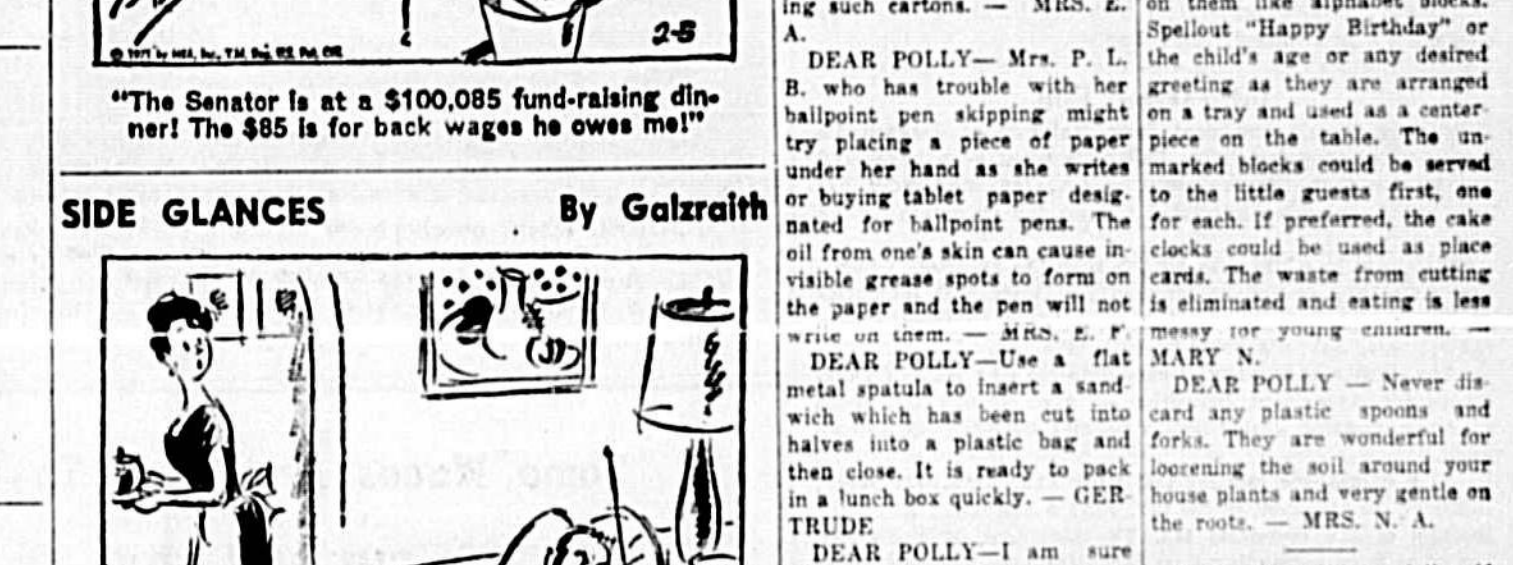 2-5
© 1971 by NEA, Inc., T.M. Reg. U.S. Pat. Off.
"The Senator is at a $100,085 fund-raising din-
ner! The $85 is for back wages he owes me!"
SIDE GLANCES By Galzraith
ing such cartons. — MRS. E.
A.
DEAR POLLY— Mrs. P. L.
B. who has trouble with her
ballpoint pen skipping might
try placing a piece of paper
under her hand as she writes
or buying tablet paper desig-
nated for ballpoint pens. The
oil from one's skin can cause in-
visible grease spots to form on
the paper and the pen will not
write on them. — MRS. E. F.
DEAR POLLY—Use a flat
metal spatula to insert a sand-
wich which has been cut into
halves into a plastic bag and
then close. It is ready to pack
in a lunch box quickly. — GER-
TRUDE
DEAR POLLY—I am sure
on them like alphabet blocks.
Spellout "Happy Birthday" or
the child's age or any desired
greeting as they are arranged
on a tray and used as a center-
piece on the table. The un-
marked blocks could be served
to the little guests first, one
for each. If preferred, the cake
clocks could be used as place
cards. The waste from cutting
is eliminated and eating is less
messy for young children. —
MARY N.
DEAR POLLY — Never dis-
card any plastic spoons and
forks. They are wonderful for
loosening the soil around your
house plants and very gentle on
the roots. — MRS. N. A.